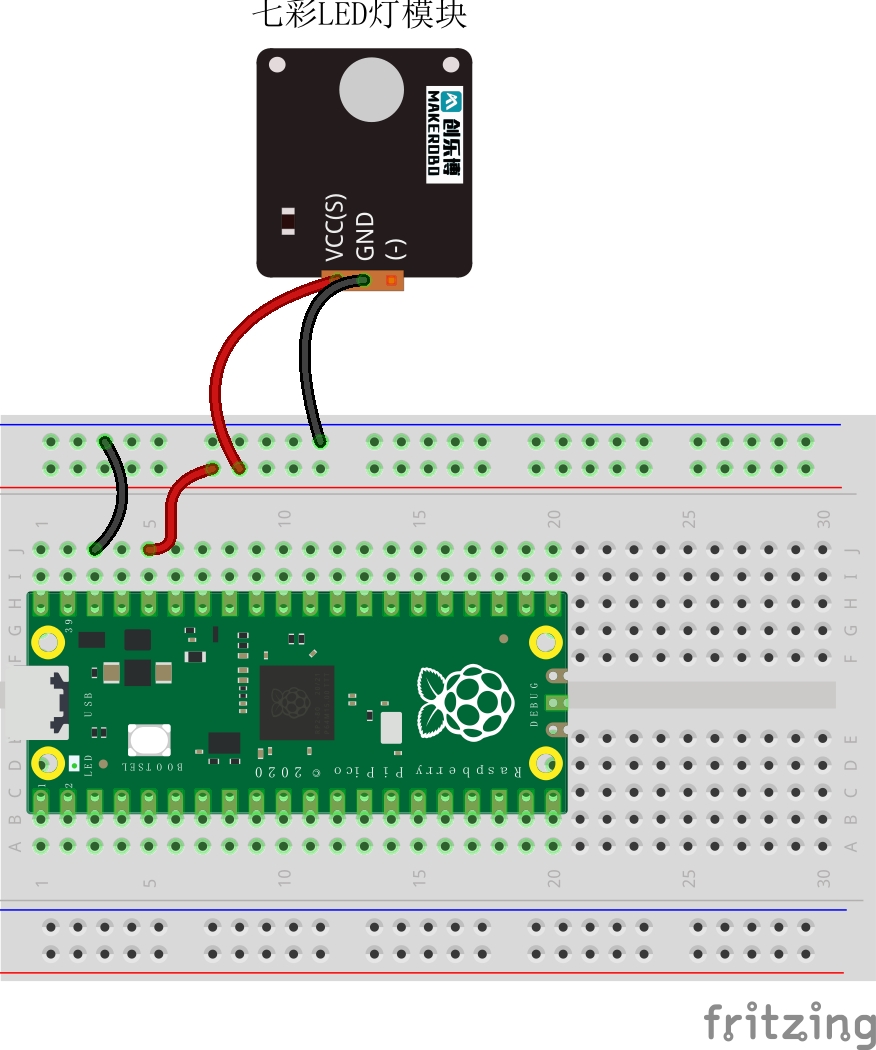 七彩LED灯模块
创乐博
MAKEROBO
VCC(S)
GND
(-)
1 5 10 15 20 25 30
J J
I I
H H
G G
F F
39
USB
DEBUG
LED
BOOTSEL
Raspberry Pi Pico © 2020
1
2
E
D D
C C
B B
A A
1 5 10 15 20 25 30
fritzing